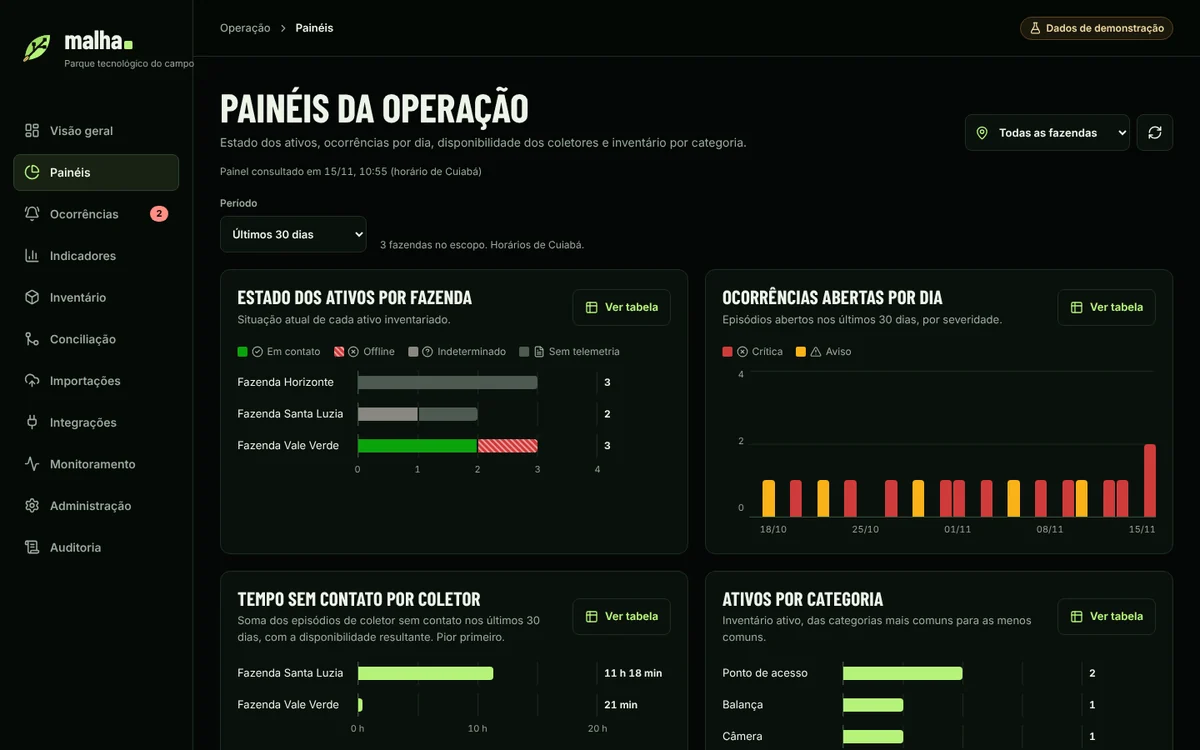 malha
Parque tecnológico do campo
Visão geral
Painéis
Ocorrências 2
Indicadores
Inventário
Conciliação
Importações
Integrações
Monitoramento
Administração
Auditoria
Operação > Painéis
Dados de demonstração
PAINÉIS DA OPERAÇÃO
Estado dos ativos, ocorrências por dia, disponibilidade dos coletores e inventário por categoria.
Painel consultado em 15/11, 10:55 (horário de Cuiabá)
Todas as fazendas
Período
Últimos 30 dias
3 fazendas no escopo. Horários de Cuiabá.
ESTADO DOS ATIVOS POR FAZENDA
Situação atual de cada ativo inventariado.
Ver tabela
Em contato Offline Indeterminado Sem telemetria
Fazenda Horizonte 3
Fazenda Santa Luzia 2
Fazenda Vale Verde 3
0 1 2 3 4
OCORRÊNCIAS ABERTAS POR DIA
Episódios abertos nos últimos 30 dias, por severidade.
Ver tabela
Crítica Aviso
4
2
0
18/10 25/10 01/11 08/11 15/11
TEMPO SEM CONTATO POR COLETOR
Soma dos episódios de coletor sem contato nos últimos 30
dias, com a disponibilidade resultante. Pior primeiro.
Ver tabela
Fazenda Santa Luzia 11 h 18 min
Fazenda Vale Verde 21 min
0 h 10 h 20 h
ATIVOS POR CATEGORIA
Inventário ativo, das categorias mais comuns para as menos
comuns.
Ver tabela
Ponto de acesso 2
Balança 1
Câmera 1